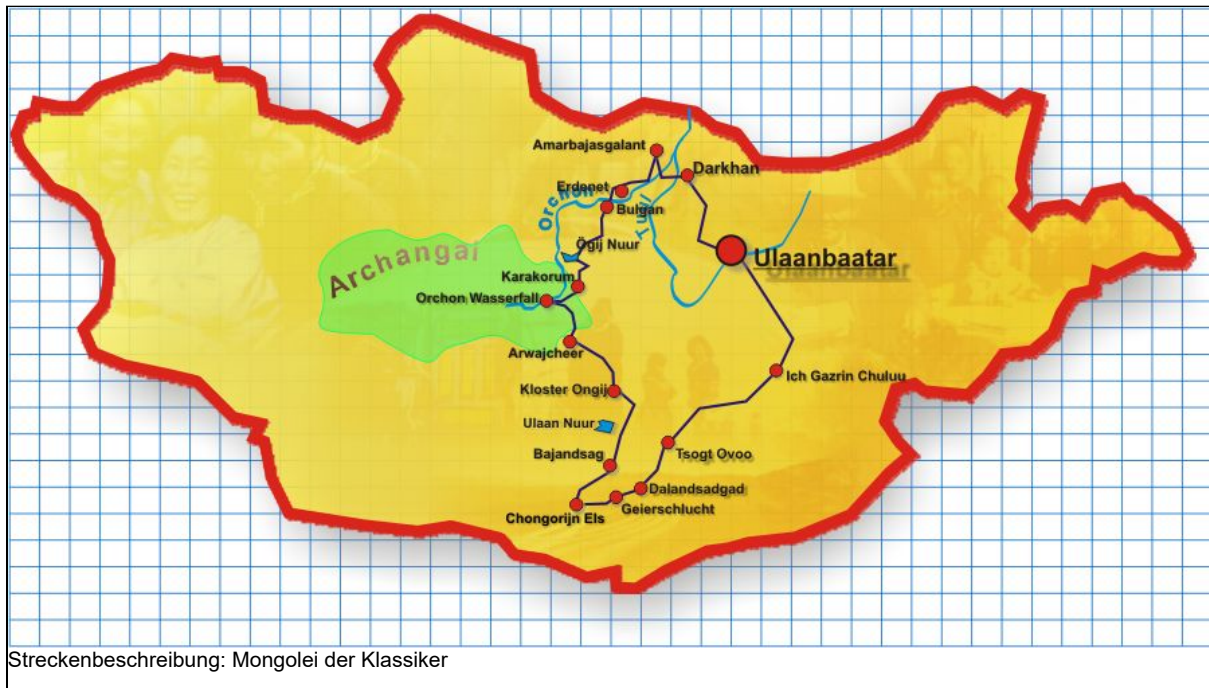 Amarbajasgalant
Darkhan
Erdenet
Orchon
Bulgan
Tuul
Ögij Nuur
Ulaanbaatar
Archangai
Karakorum
Orchon Wasserfall
Arwajcheer
Ich Gazrin Chuluu
Kloster Ongij
Ulaan Nuur
Bajandsag
Tsogt Ovoo
Dalandsadgad
Geierschlucht
Chongorijn Els
Streckenbeschreibung: Mongolei der Klassiker